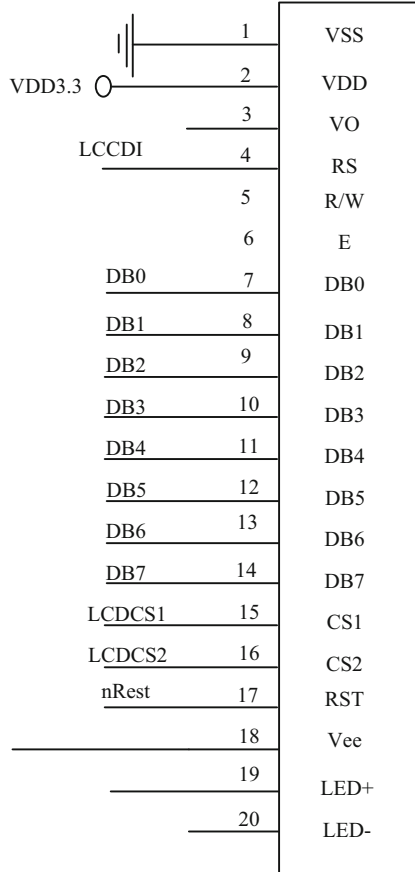 1 VSS
VDD3.3 2 VDD
3 VO
LCCDI 4 RS
5 R/W
6 E
DB0 7 DB0
DB1 8 DB1
DB2 9 DB2
DB3 10 DB3
DB4 11 DB4
DB5 12 DB5
DB6 13 DB6
DB7 14 DB7
LCDCS1 15 CS1
LCDCS2 16 CS2
nRest 17 RST
18 Vee
19 LED+
20 LED-